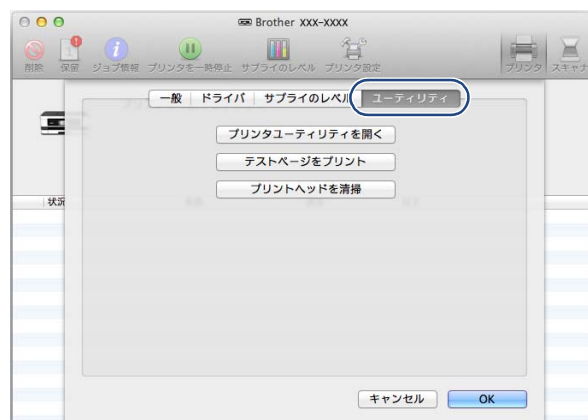 Brother XXX-XXXX
削除 保留 ジョブ情報 プリンタを一時停止 サプライのレベル プリンタ設定 プリンタ スキャナ
一般 ドライバ サプライのレベル ユーティリティ
プリンタユーティリティを開く
テストページをプリント
プリントヘッドを清掃
状況
キャンセル OK